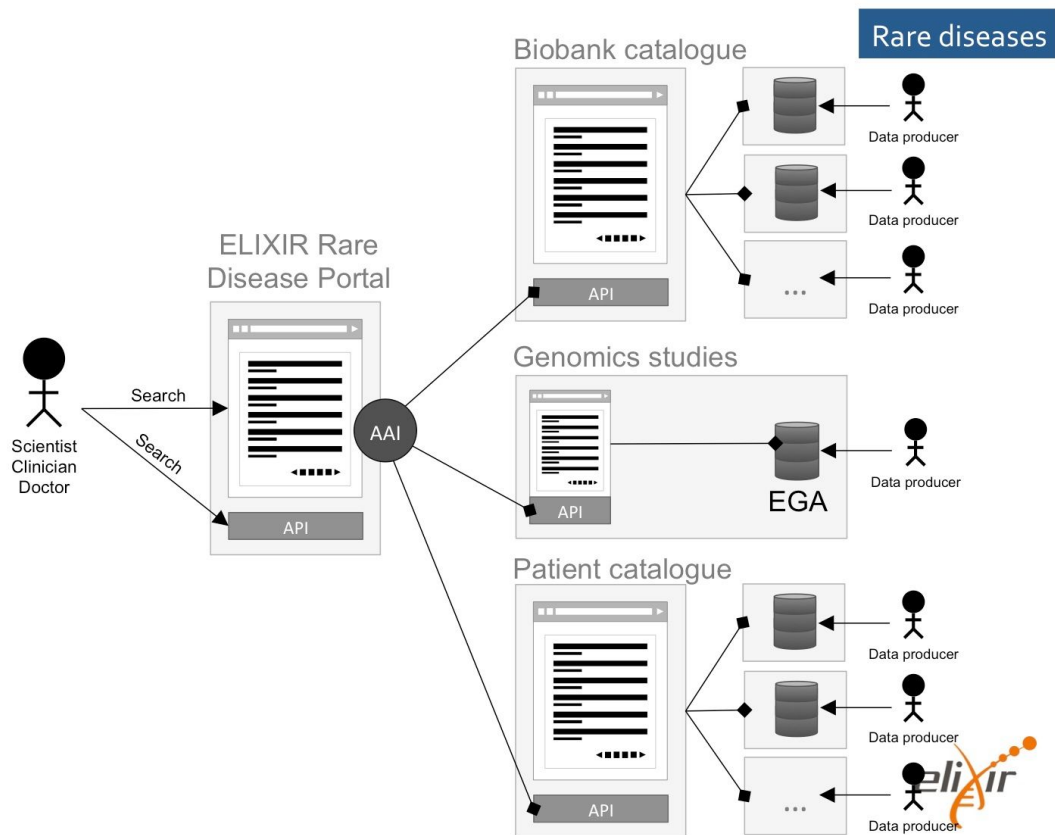 Rare diseases
Biobank catalogue
Data producer
Data producer
API
...
Data producer
ELIXIR Rare
Disease Portal
Search
Search
AAI
API
Scientist
Clinician
Doctor
Genomics studies
API
EGA
Data producer
Patient catalogue
Data producer
Data producer
API
...
Data producer
elixir